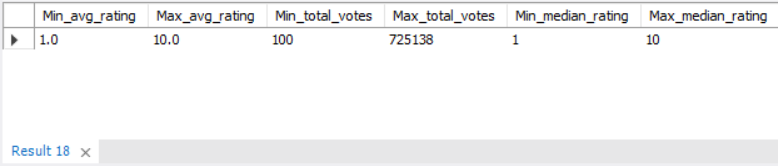 Min_avg_rating Max_avg_rating Min_total_votes Max_total_votes Min_median_rating Max_median_rating
1.0 10.0 100 725138 1 10
Result 18